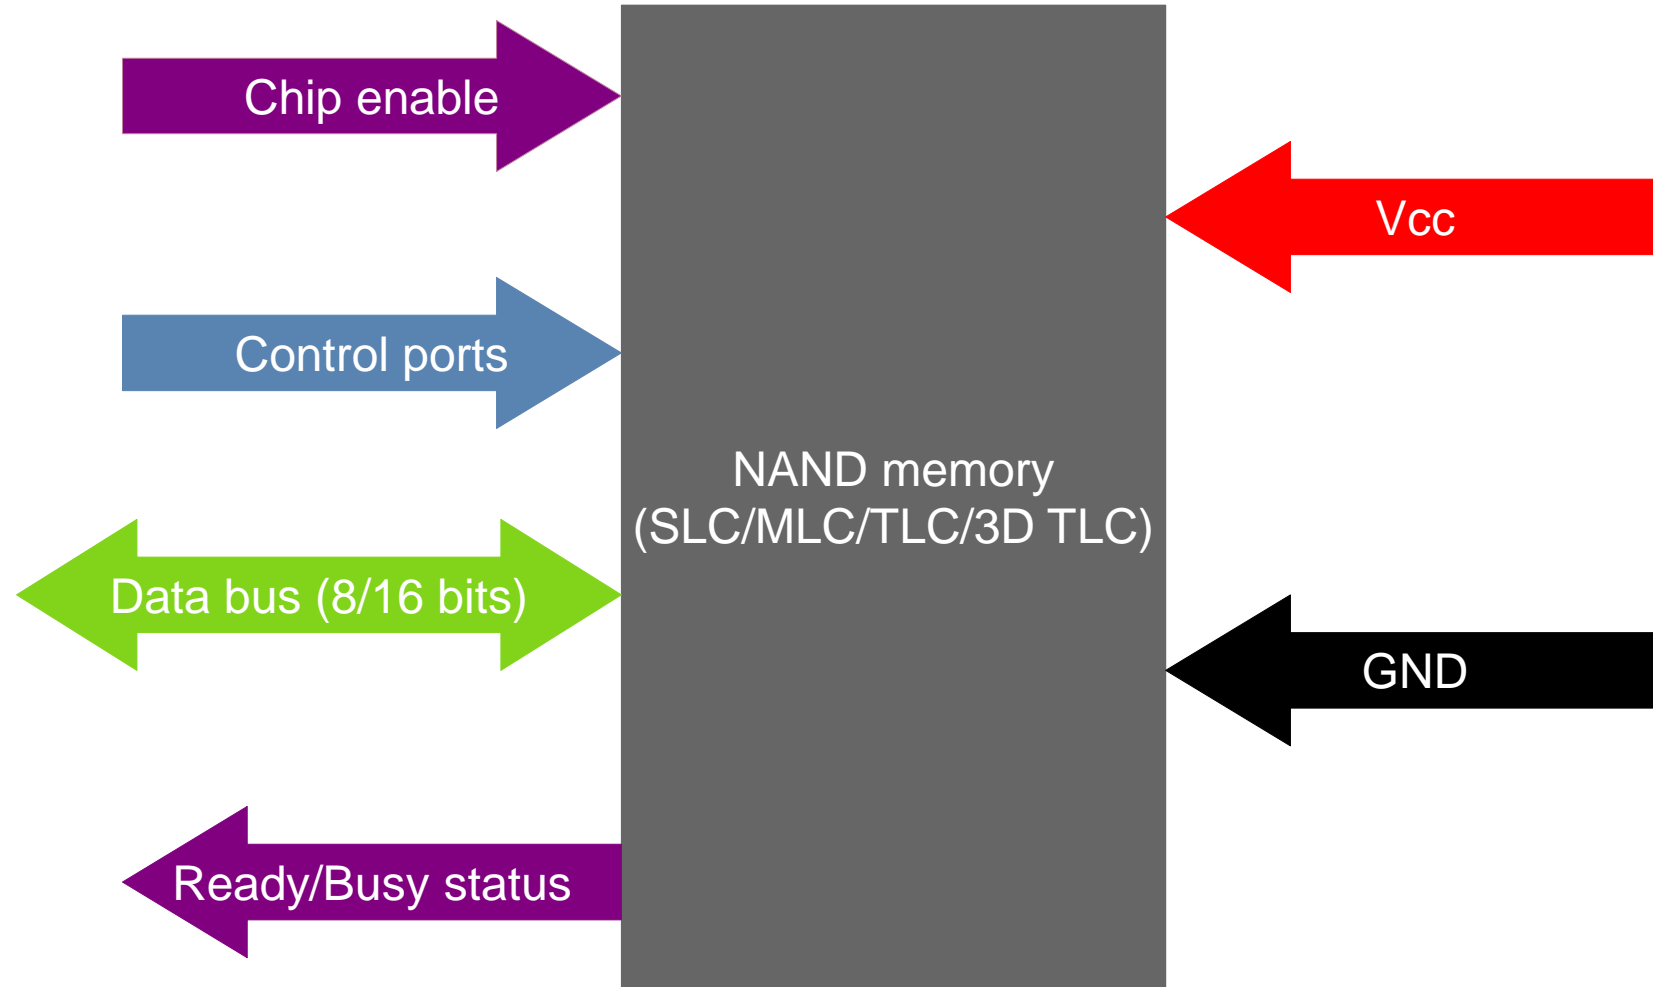 Chip enable
Vcc
Control ports
NAND memory
(SLC/MLC/TLC/3D TLC)
Data bus (8/16 bits)
GND
Ready/Busy status